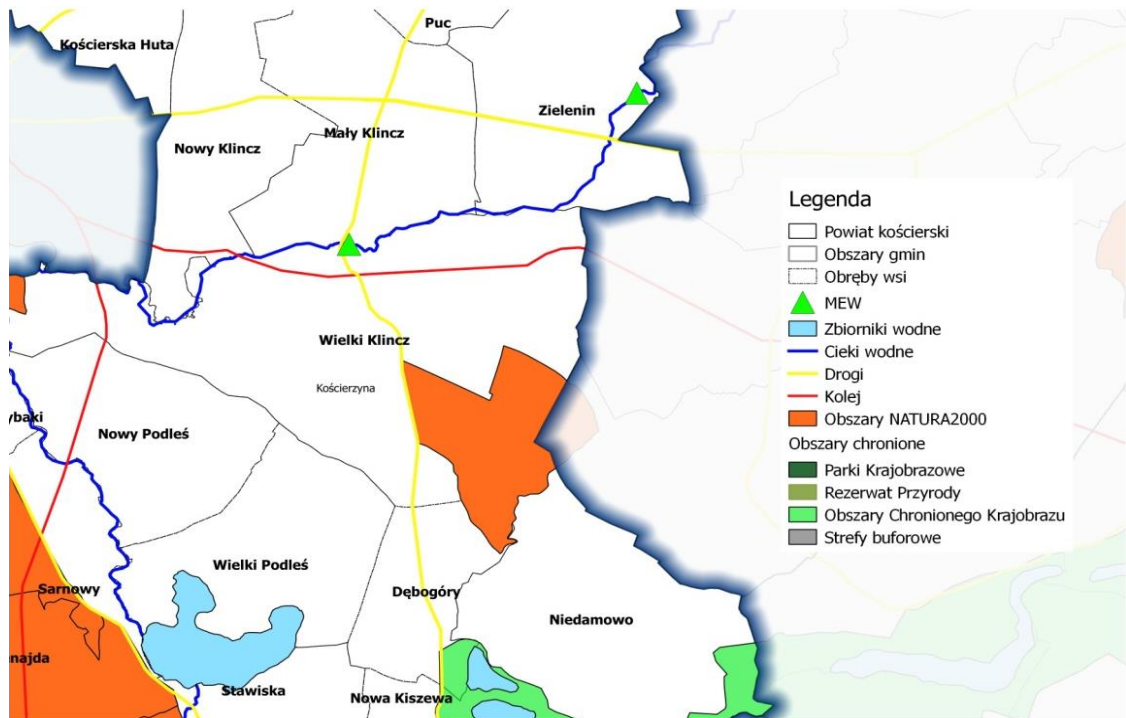 Puc
Kościerska Huta
Zielenin
Mały Klincz
Nowy Klincz
Wielki Klincz
Kościerzyna
ybaki
Nowy Podleś
Wielki Podleś
Sarnowy
Dębogóry
Niedamowo
najda
Stawiska
Nowa Kiszewa
Legenda
Powiat kościerski
Obszary gmin
Obręby wsi
MEW
Zbiorniki wodne
Cieki wodne
Drogi
Kolej
Obszary NATURA2000
Obszary chronione
Parki Krajobrazowe
Rezerwat Przyrody
Obszary Chronionego Krajobrazu
Strefy buforowe